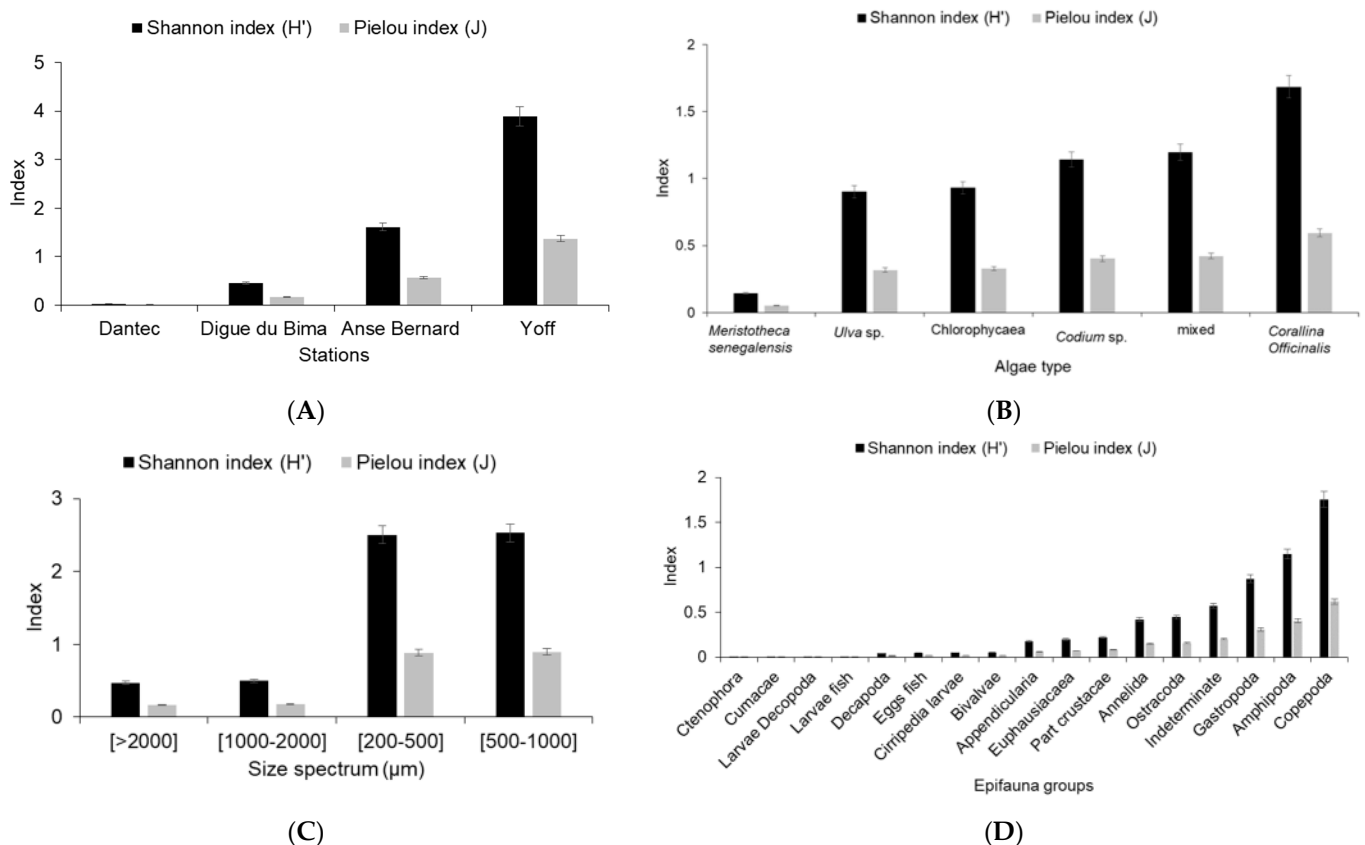 Shannon index (H') Pielou index (J)
5
4
3
2
1
0
Index
Dantec Digue du Bima Anse Bernard Yoff
Stations
(A)
Shannon index (H') Pielou index (J)
2
1.5
1
0.5
0
Index
Meristotheca senegalensis Ulva sp. Chlorophycaea Codium sp. mixed Corallina Officinalis
Algae type
(B)
Shannon index (H') Pielou index (J)
3
2
1
0
Index
[>2000] [1000-2000] [200-500] [500-1000]
Size spectrum (µm)
(C)
Shannon index (H') Pielou index (J)
2
1.5
1
0.5
0
Index
Ctenophora
Cumacae
Larvae Decopoda
Larvae fish
Decapoda
Eggs fish
Cirripedia larvae
Bivalvae
Appendicularia
Euphausiacaea
Part crustacae
Annelida
Ostracoda
Indeterminate
Gastropoda
Amphipoda
Copepoda
Epifauna groups
(D)